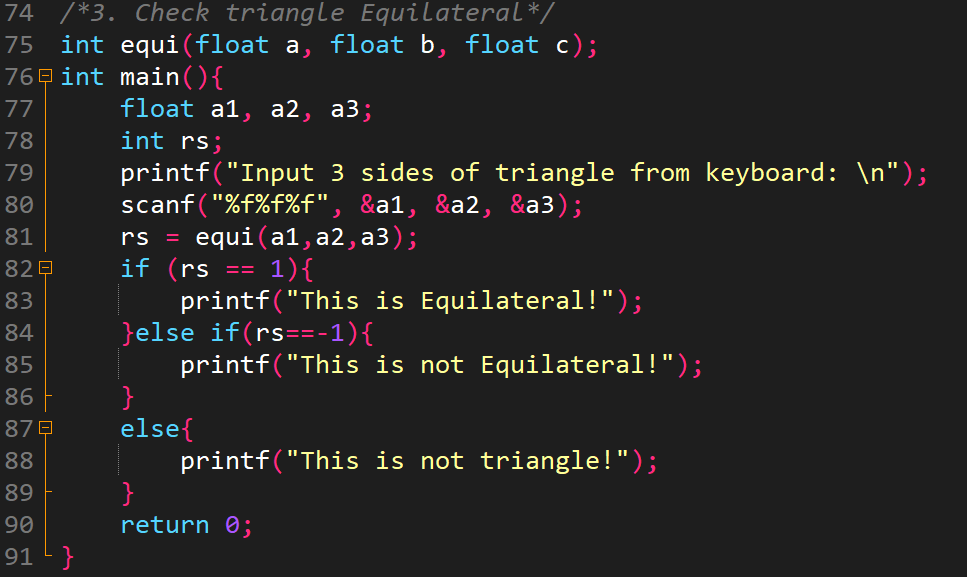 74 /*3. Check triangle Equilateral*/
75 int equi(float a, float b, float c);
76 int main(){
77     float a1, a2, a3;
78     int rs;
79     printf("Input 3 sides of triangle from keyboard: \n");
80     scanf("%f%f%f", &a1, &a2, &a3);
81     rs = equi(a1,a2,a3);
82     if (rs == 1){
83         printf("This is Equilateral!");
84     }else if(rs==-1){
85         printf("This is not Equilateral!");
86     }
87     else{
88         printf("This is not triangle!");
89     }
90     return 0;
91 }